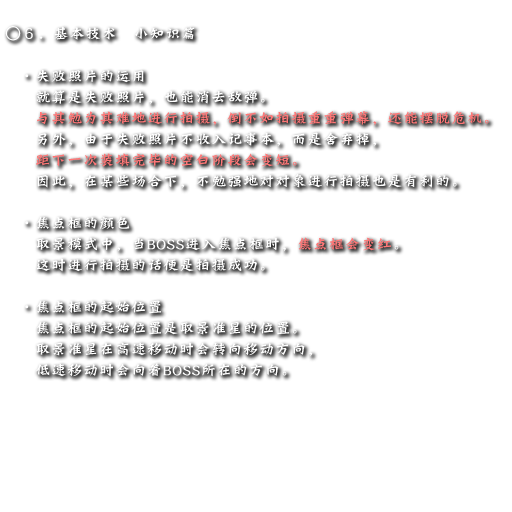 ◉6．基本技术　小知识篇
・失败照片的运用
就算是失败照片，也能消去敌弹。
与其勉为其难地进行拍摄，倒不如拍摄重重弹幕，还能摆脱危机。
另外，由于失败照片不收入记事本，而是舍弃掉，
距下一次装填完毕的空白阶段会变短。
因此，在某些场合下，不勉强地对对象进行拍摄也是有利的。
・焦点框的颜色
取景模式中，当BOSS进入焦点框时，焦点框会变红。
这时进行拍摄的话便是拍摄成功。
・焦点框的起始位置
焦点框的起始位置是取景准星的位置。
取景准星在高速移动时会转向移动方向，
低速移动时会向着BOSS所在的方向。